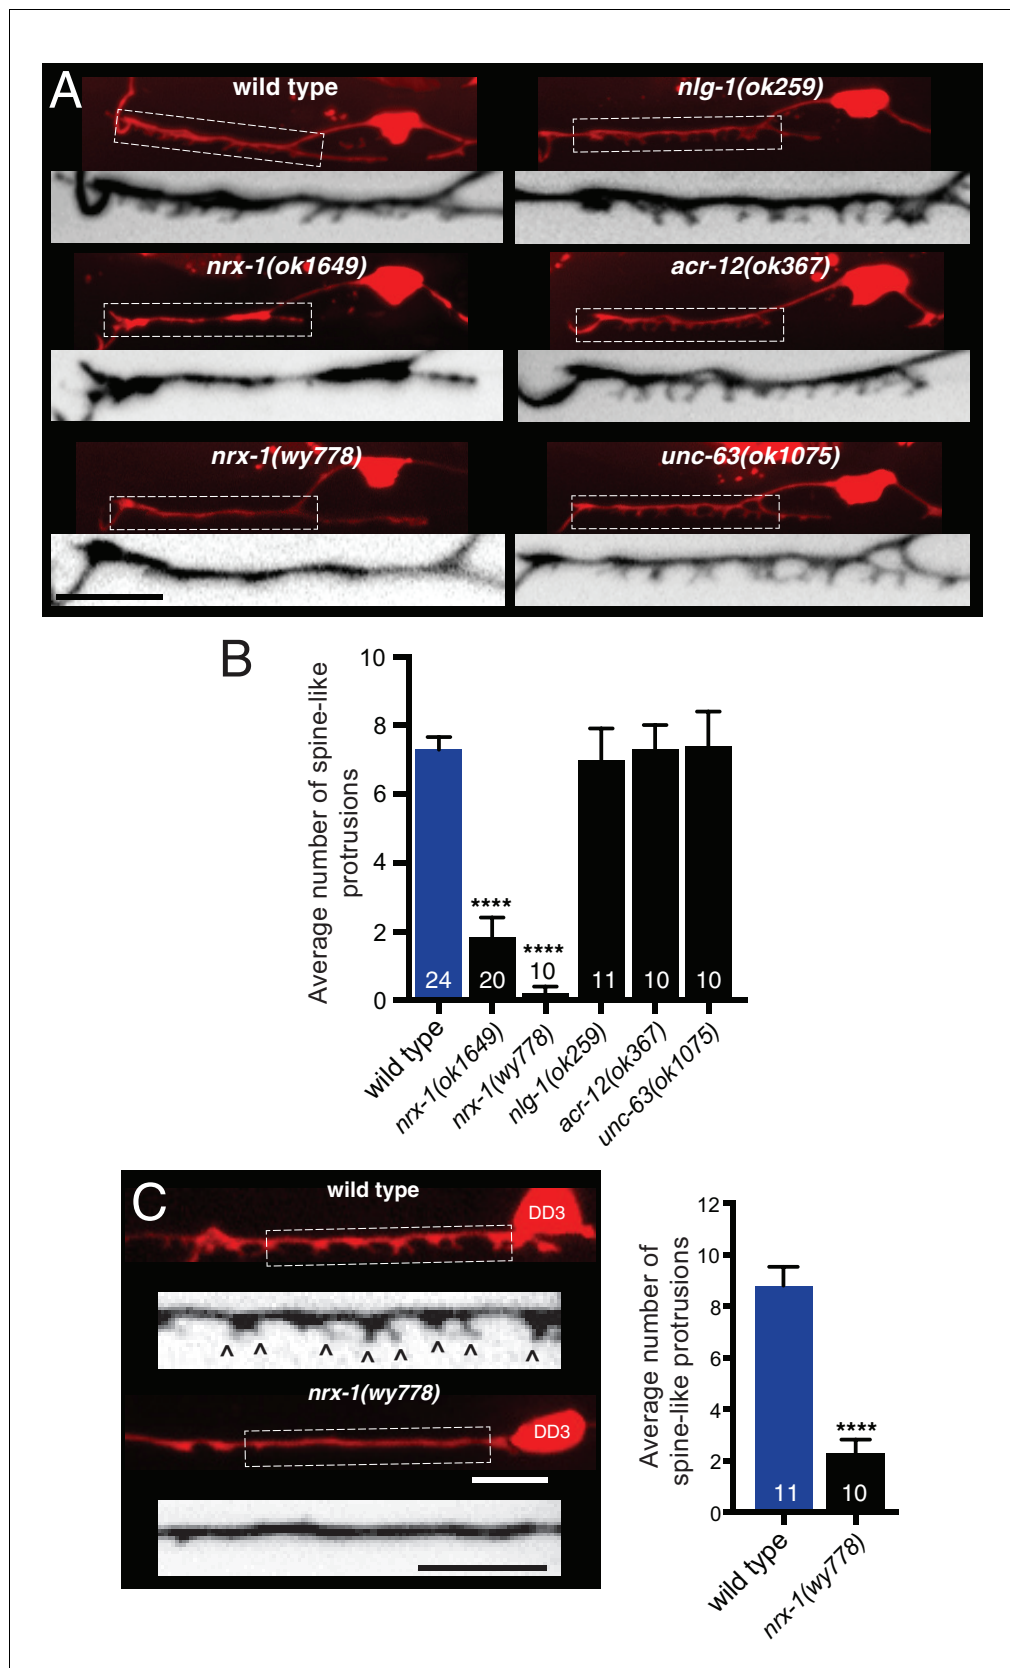 A
wild type
nlg-1(ok259)
nrx-1(ok1649)
acr-12(ok367)
nrx-1(wy778)
unc-63(ok1075)
B
Average number of spine-like
protrusions
10
8
6
4
2
0
****
****
24
20
10
11
10
10
wild type
nrx-1(ok1649)
nrx-1(wy778)
nlg-1(ok259)
acr-12(ok367)
unc-63(ok1075)
C
wild type
DD3
^ ^ ^ ^ ^ ^ ^ ^
nrx-1(wy778)
DD3
Average number of
spine-like protrusions
12
10
8
6
4
2
0
****
11
10
wild type
nrx-1(wy778)